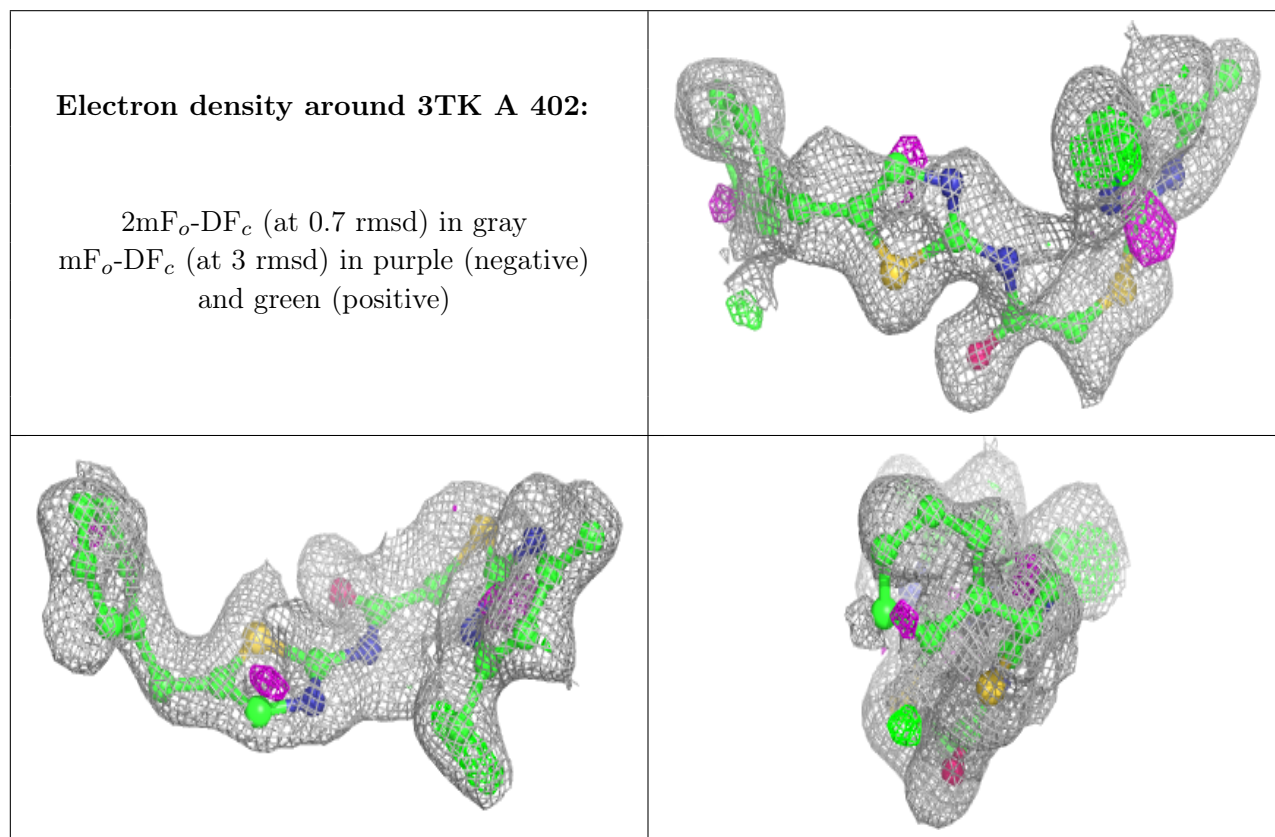 Electron density around 3TK A 402:
2mFo-DFc (at 0.7 rmsd) in gray
mFo-DFc (at 3 rmsd) in purple (negative)
and green (positive)